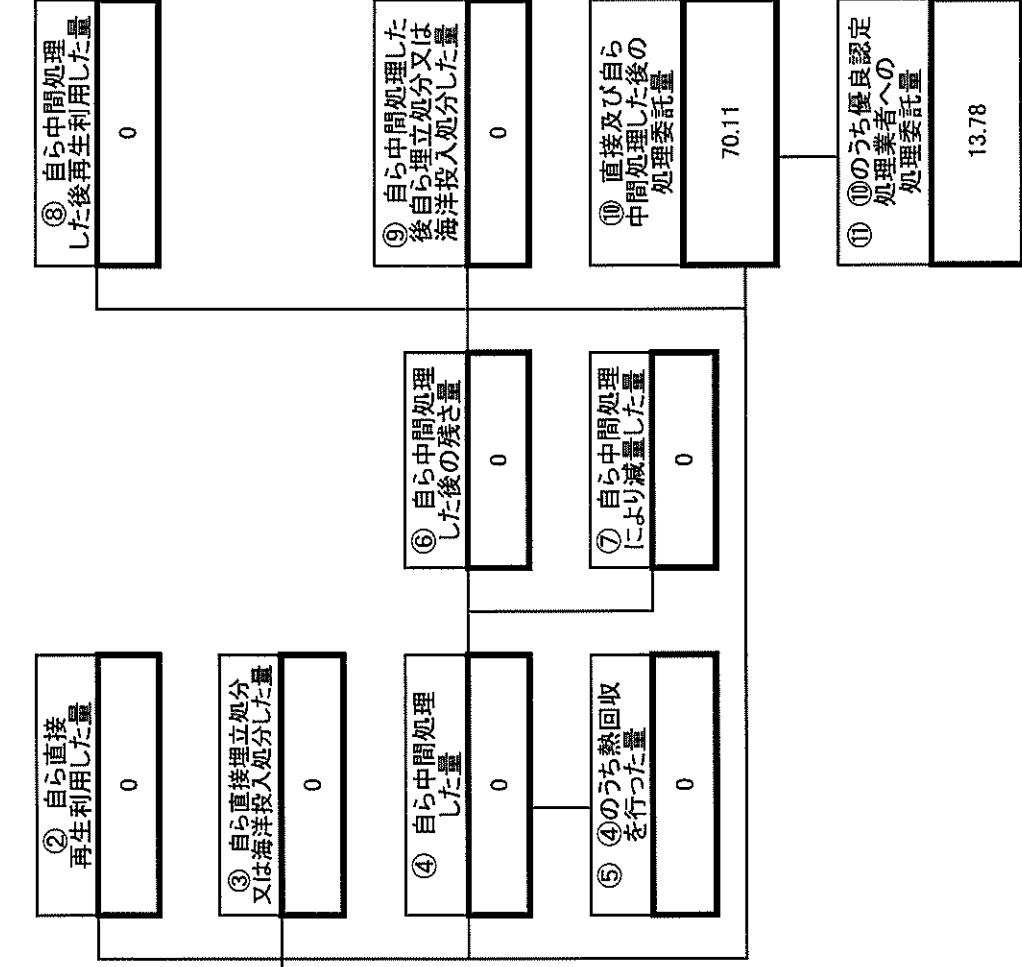 ② 自ら直接
再生利用した量
0
③ 自ら直接埋立処分
又は海洋投入処分した量
0
④ 自ら中間処理
した量
0
⑤ ④のうち熱回収
を行った量
0
⑥ 自ら中間処理
した後の残さ量
0
⑦ 自ら中間処理
により減量した量
0
⑧ 自ら中間処理
した後再生利用した量
0
⑨ 自ら中間処理した
後自ら埋立処分又は
海洋投入処分した量
0
⑩ 直接及び自ら
中間処理した後の
処理委託量
70.11
⑪ ⑩のうち優良認定
処理業者への
処理委託量
13.78